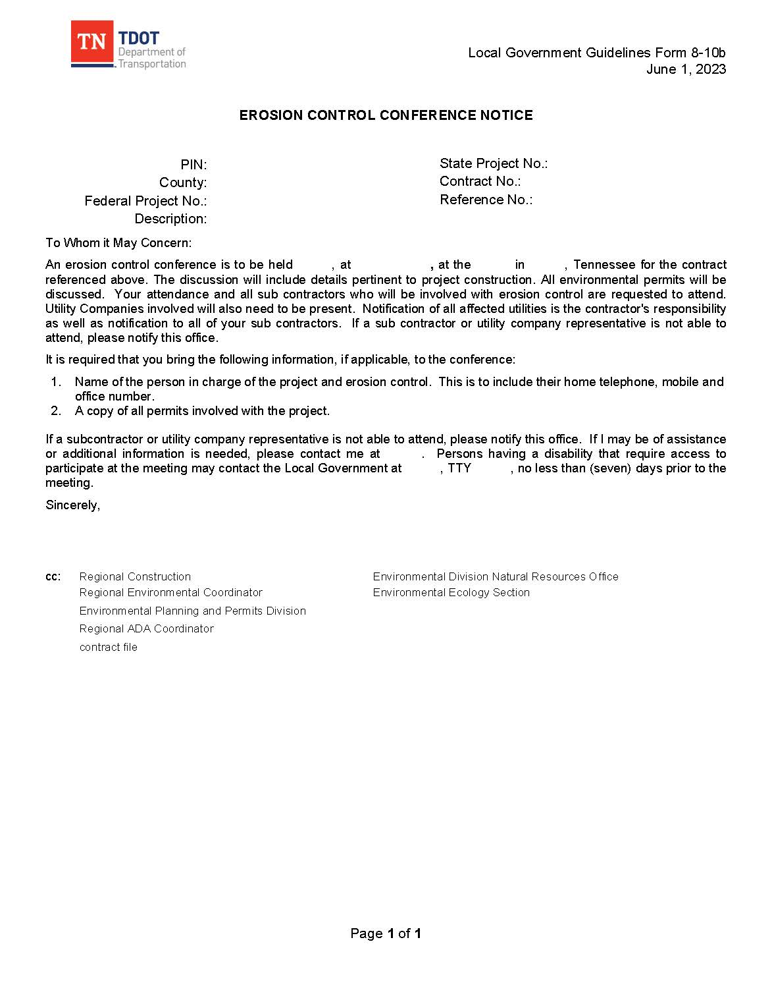 TN TDOT
Department of
Transportation
Local Government Guidelines Form 8-10b
June 1, 2023
EROSION CONTROL CONFERENCE NOTICE
PIN:
State Project No.:
County:
Contract No.:
Federal Project No.:
Reference No.:
Description:
To Whom it May Concern:
An erosion control conference is to be held , at , at the in , Tennessee for the contract
referenced above. The discussion will include details pertinent to project construction. All environmental permits will be
discussed. Your attendance and all sub contractors who will be involved with erosion control are requested to attend.
Utility Companies involved will also need to be present. Notification of all affected utilities is the contractor's responsibility
as well as notification to all of your sub contractors. If a sub contractor or utility company representative is not able to
attend, please notify this office.
It is required that you bring the following information, if applicable, to the conference:
1. Name of the person in charge of the project and erosion control. This is to include their home telephone, mobile and
office number.
2. A copy of all permits involved with the project.
If a subcontractor or utility company representative is not able to attend, please notify this office. If I may be of assistance
or additional information is needed, please contact me at . Persons having a disability that require access to
participate at the meeting may contact the Local Government at , TTY , no less than (seven) days prior to the
meeting.
Sincerely,
cc: Regional Construction
Environmental Division Natural Resources Office
Regional Environmental Coordinator
Environmental Ecology Section
Environmental Planning and Permits Division
Regional ADA Coordinator
contract file
Page 1 of 1